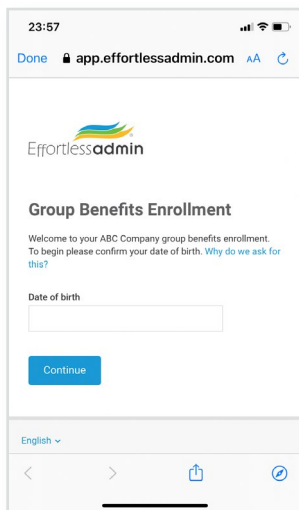 23:57
Done app.effortlessadmin.com AA
Effortlessadmin
Group Benefits Enrollment
Welcome to your ABC Company group benefits enrollment.
To begin please confirm your date of birth. Why do we ask for
this?
Date of birth
Continue
English